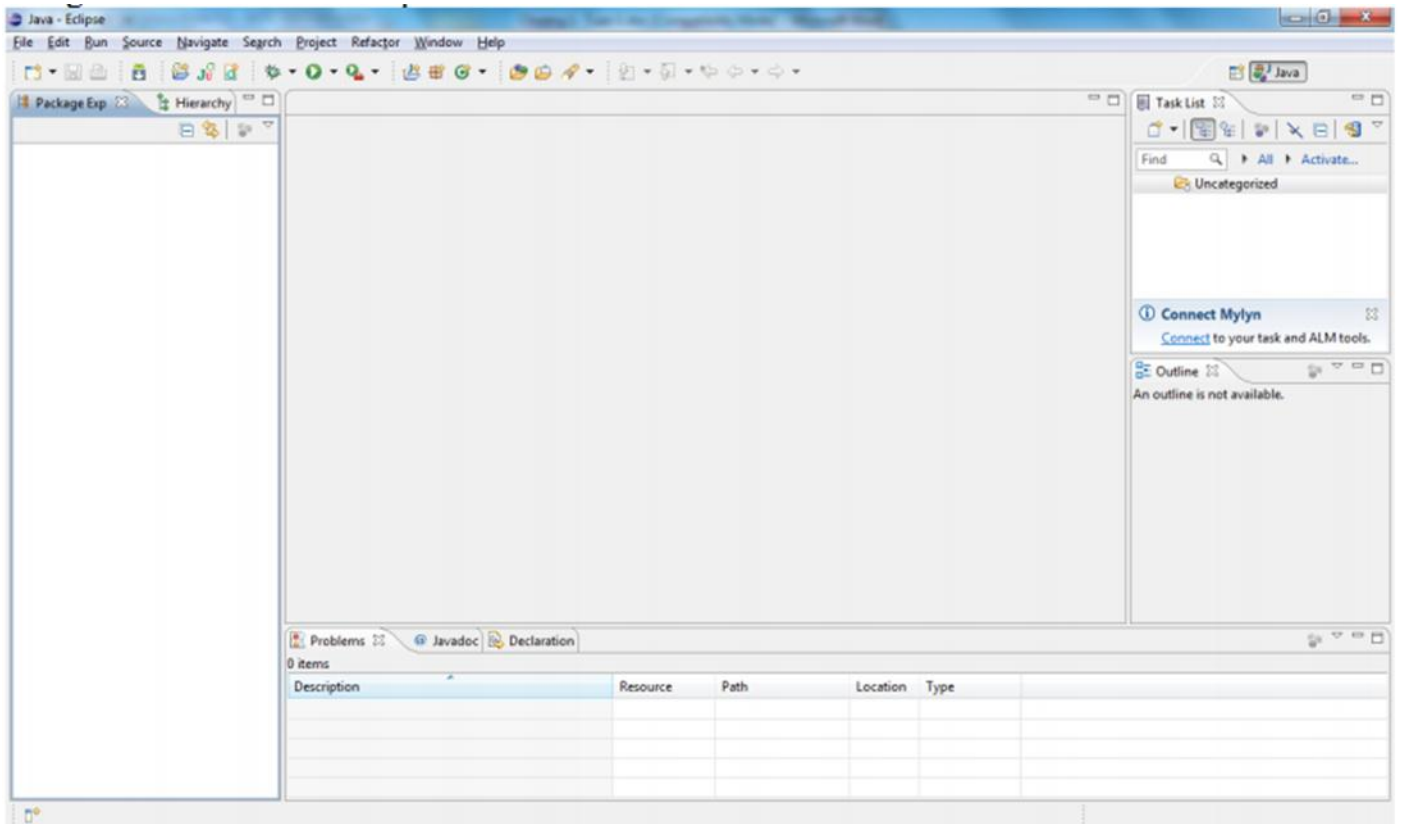 Java - Eclipse
File Edit Run Source Navigate Search Project Refactor Window Help
Java
Package Exp Hierarchy
Task List
Find All Activate...
Uncategorized
Connect Mylyn
Connect to your task and ALM tools.
Outline
An outline is not available.
Problems Javadoc Declaration
0 items
Description Resource Path Location Type